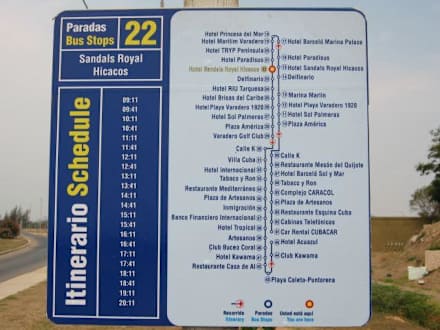 Paradas
Bus Stops
22
Sandals Royal
Hicacos
Itinerario Schedule
09:11
09:41
10:11
10:41
11:11
11:41
12:11
12:41
13:11
13:41
14:11
14:41
15:11
15:41
16:11
16:41
17:11
17:41
18:11
18:41
19:11
19:31
20:11
Hotel Princesa del Mar
Hotel Maritim Varadero
Hotel TRYP Península
Hotel Paradisus
Hotel Sandals Royal Hicacos
Delfinario
Hotel RIU Turquesa
Hotel Brisas del Caribe
Hotel Playa Varadero 1920
Hotel Sol Palmeras
Plaza América
Varadero Golf Club
Calle K
Villa Cuba
Hotel Internacional
Tabaco y Ron
Restaurante Mediterráneo
Plaza de Artesanos
Inmigración
Banco Financiero Internacional
Hotel Tropical
Artesanos
Club Bucco Coral
Hotel Kawama
Restaurante Casa de Al
Hotel Barceló Marina Palace
Hotel Paradisus
Hotel Sandals Royal Hicacos
Delfinario
Marina Marlin
Hotel Playa Varadero 1920
Hotel Sol Palmeras
Plaza América
Calle K
Restaurante Mesón del Quijote
Hotel Barceló Sol y Mar
Tabaco y Ron
Complejo CARACOL
Plaza de Artesanos
Restaurante Esquina Cuba
Cabinas Telefónicas
Car Rental CUBACAR
Hotel Acuazul
Club Kawama
Playa Caleta-Puntarena
Recorrido
Itinerary
Paradas
Bus Stops
Usted está aquí
You are here